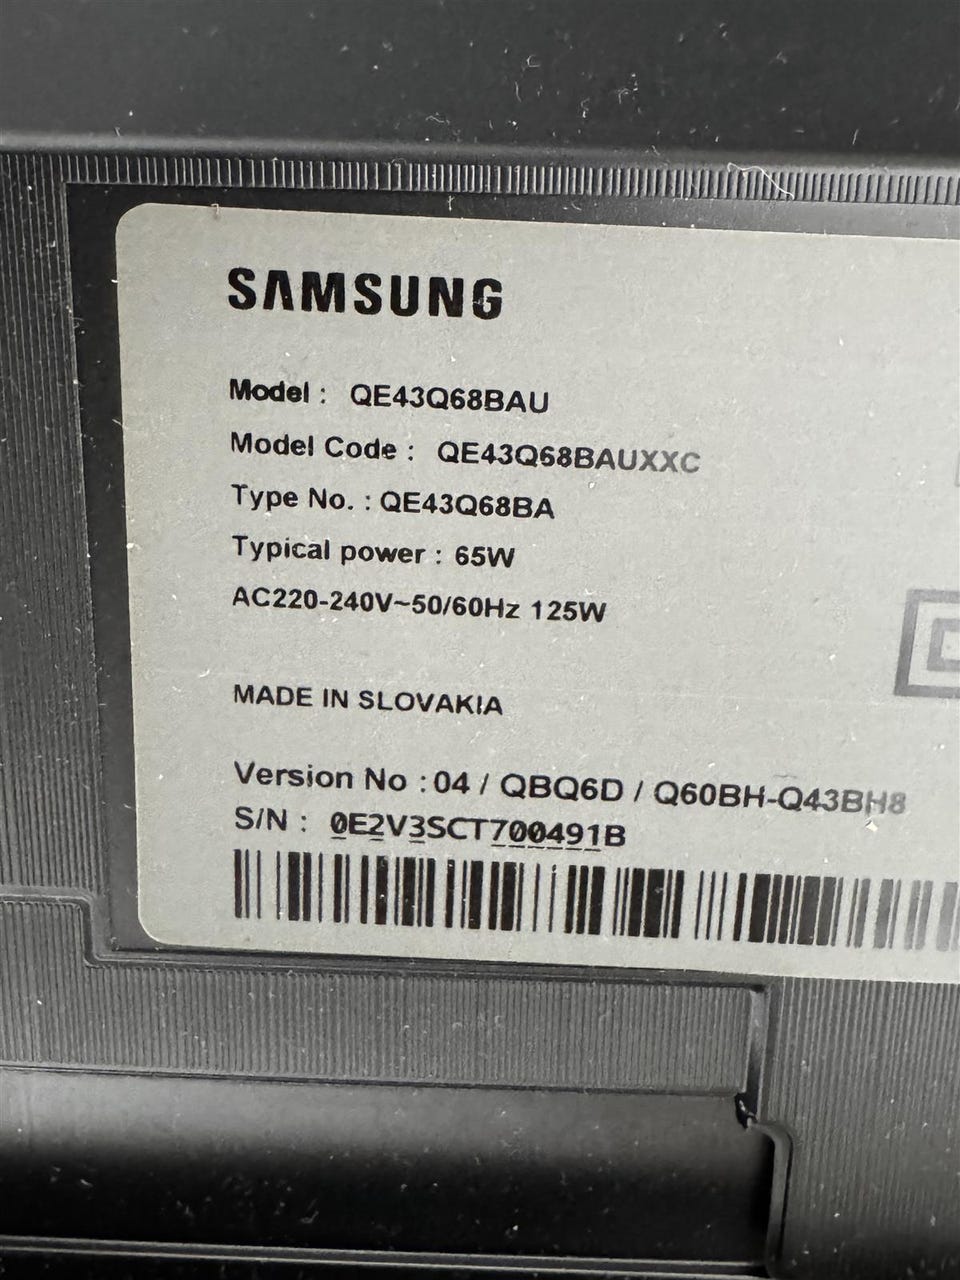 SAMSUNG
Model : QE43Q68BAU
Model Code : QE43Q68BAUXXC
Type No. : QE43Q68BA
Typical power : 65W
AC220-240V~50/60Hz 125W
MADE IN SLOVAKIA
Version No : 04 / QBQ6D / Q60BH-Q43BH8
S/N : 0E2V3SCT700491B